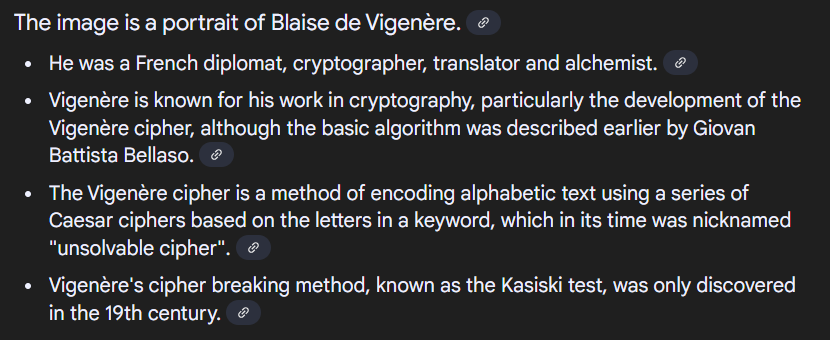 The image is a portrait of Blaise de Vigenère.
• He was a French diplomat, cryptographer, translator and alchemist.
• Vigenère is known for his work in cryptography, particularly the development of the
Vigenère cipher, although the basic algorithm was described earlier by Giovan
Battista Bellaso.
• The Vigenère cipher is a method of encoding alphabetic text using a series of
Caesar ciphers based on the letters in a keyword, which in its time was nicknamed
"unsolvable cipher".
• Vigenère's cipher breaking method, known as the Kasiski test, was only discovered
in the 19th century.